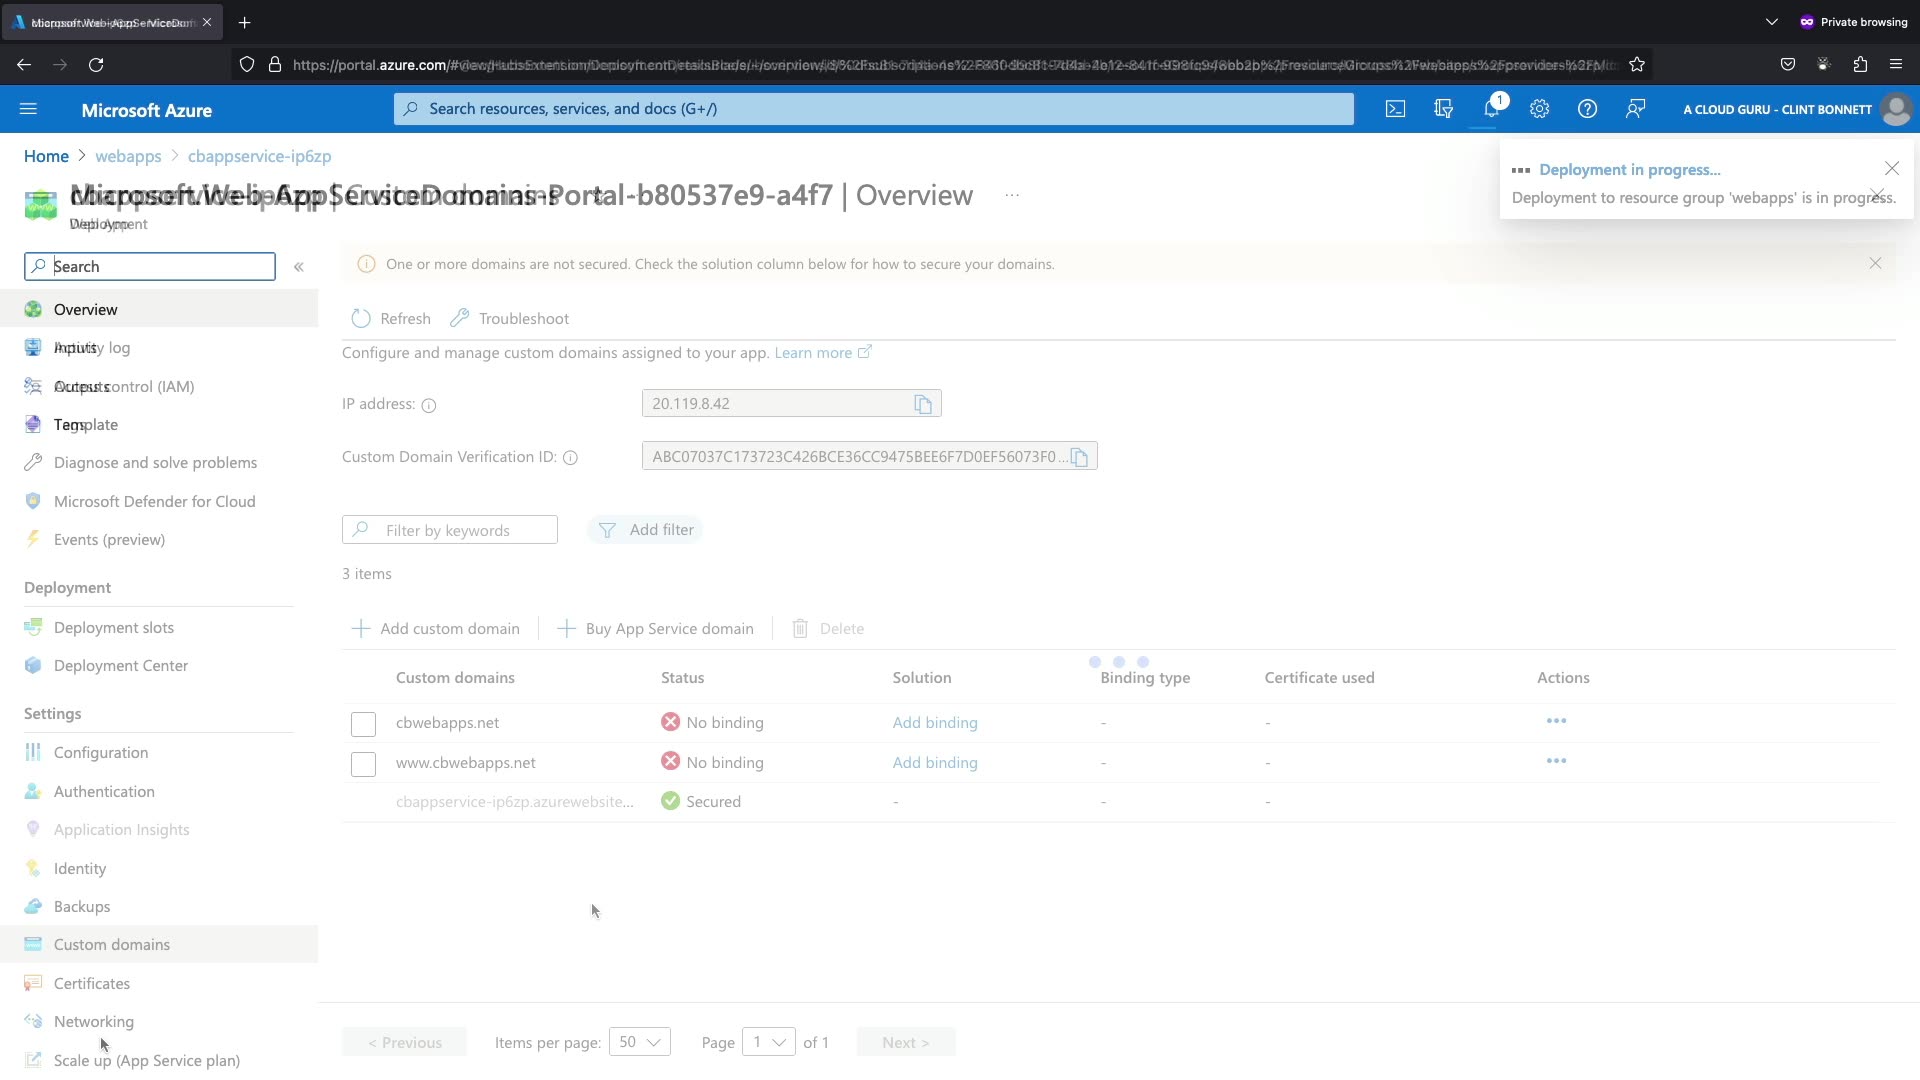 Private browsing
https://portal.azure.com/#
Microsoft Azure
Search resources, services, and docs (G+/)
1
A CLOUD GURU - CLINT BONNETT
Home > webapps > cbappservice-ip6zp
Microsoft.Web-AppServiceDomains-Portal-b80537e9-a4f7 | Overview
Deployment in progress...
Deployment to resource group 'webapps' is in progress.
Search
One or more domains are not secured. Check the solution column below for how to secure your domains.
Overview
Refresh
Troubleshoot
Activity log
Inputs
Configure and manage custom domains assigned to your app. Learn more
Access control (IAM)
Outputs
IP address:
20.119.8.42
Tags
Template
Diagnose and solve problems
Custom Domain Verification ID:
ABC07037C173723C426BCE36CC9475BEE6F7D0EF56073F0...
Microsoft Defender for Cloud
Events (preview)
Filter by keywords
Add filter
3 items
Deployment
Deployment slots
Add custom domain
Buy App Service domain
Delete
Deployment Center
Custom domains
Status
Solution
Binding type
Certificate used
Actions
Settings
cbwebapps.net
No binding
Add binding
-
-
Configuration
www.cbwebapps.net
No binding
Add binding
-
-
Authentication
cbappservice-ip6zp.azurewebsite...
Secured
-
-
-
Application Insights
Identity
Backups
Custom domains
Certificates
Networking
< Previous
Items per page: 50
Page 1 of 1
Next >
Scale up (App Service plan)